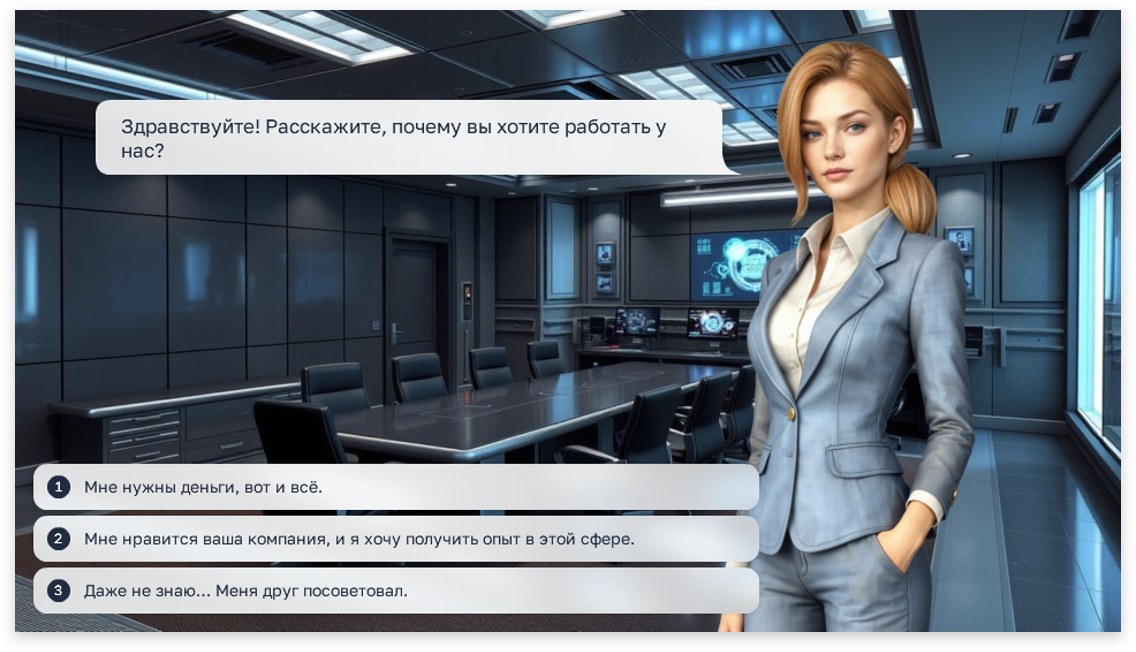 Здравствуйте! Расскажите, почему вы хотите работать у
нас?
1 Мне нужны деньги, вот и всё.
2 Мне нравится ваша компания, и я хочу получить опыт в этой сфере.
3 Даже не знаю... Меня друг посоветовал.